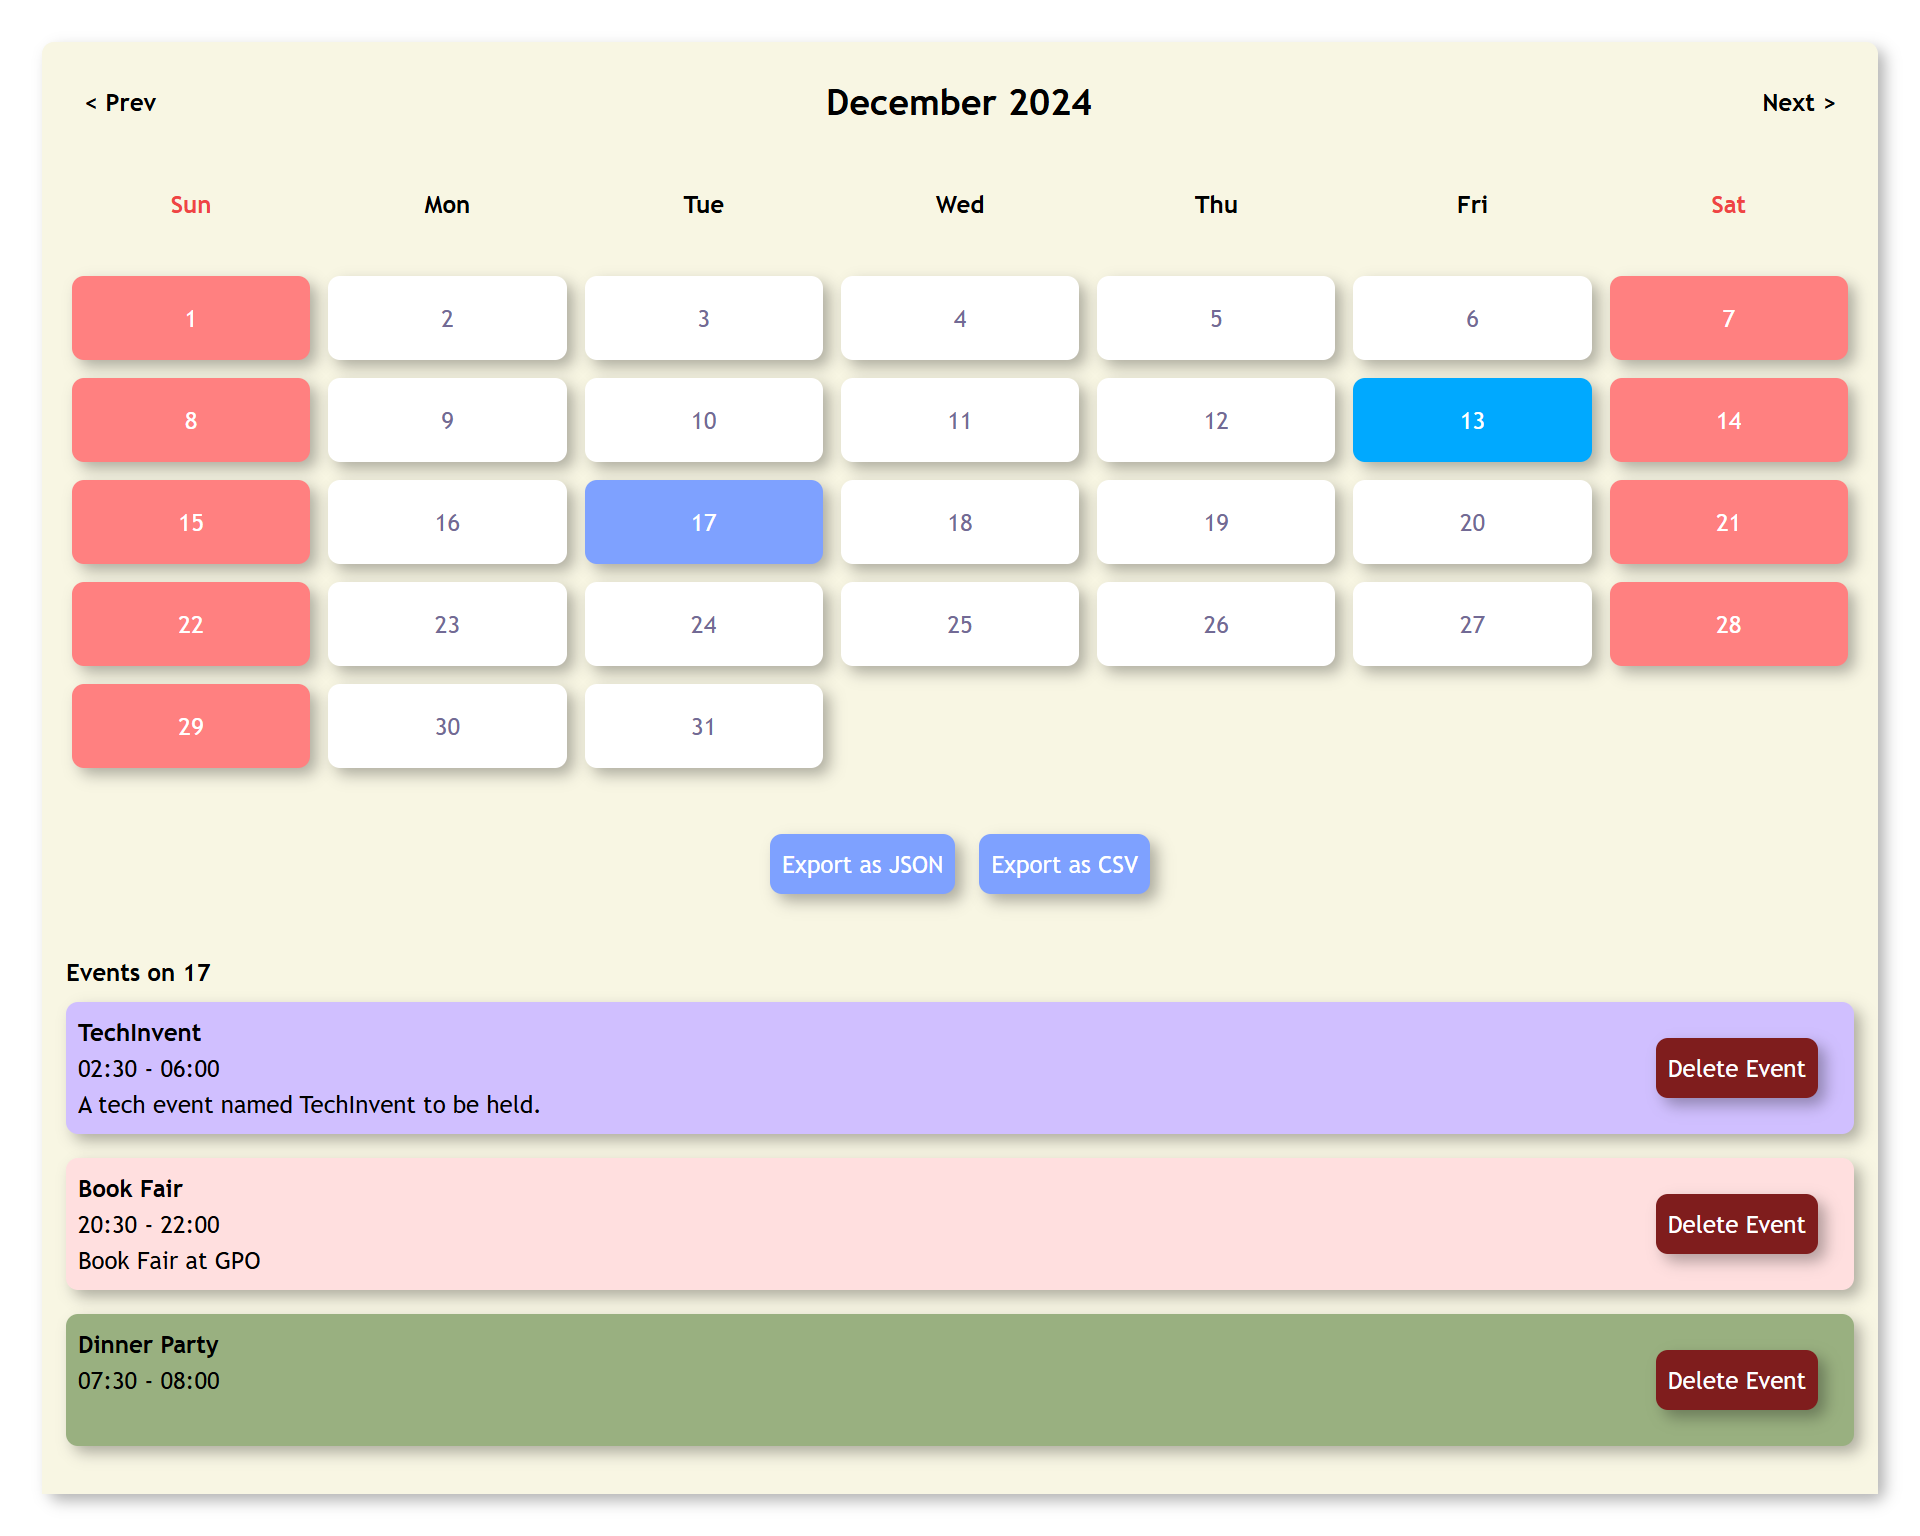 < Prev December 2024 Next >
Sun Mon Tue Wed Thu Fri Sat
1 2 3 4 5 6 7
8 9 10 11 12 13 14
15 16 17 18 19 20 21
22 23 24 25 26 27 28
29 30 31
Export as JSON Export as CSV
Events on 17
TechInvent
02:30 - 06:00
Delete Event
A tech event named TechInvent to be held.
Book Fair
20:30 - 22:00
Delete Event
Book Fair at GPO
Dinner Party
07:30 - 08:00
Delete Event